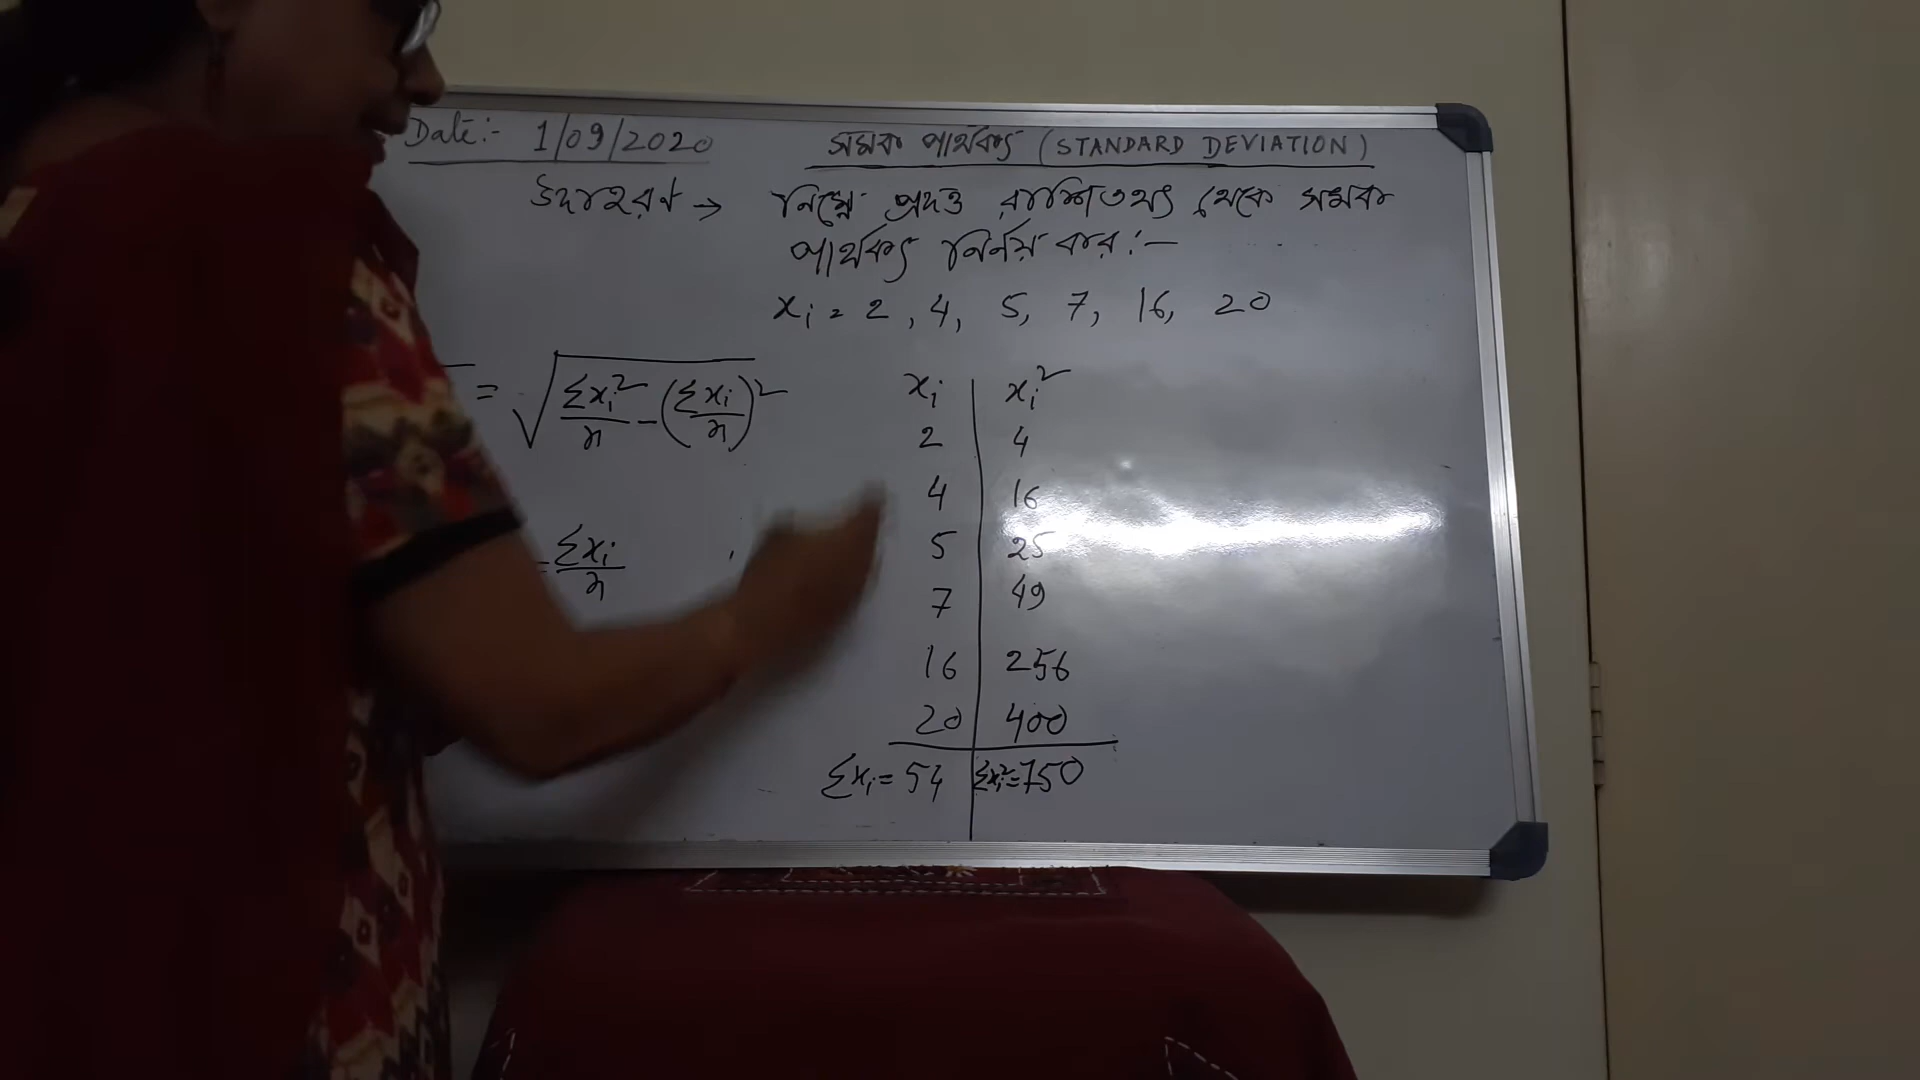 Date:- 1/09/2020
সমক পার্থক্য (STANDARD DEVIATION)
উদাহরণ → নিম্নে প্রদত্ত রাশিতথ্য থেকে সমক
পার্থক্য নির্নয় কর:-
xi = 2, 4, 5, 7, 16, 20
= √(Σxi²/n - (Σxi/n)²)
= Σxi/n
xi | xi²
2 | 4
4 | 16
5 | 25
7 | 49
16 | 256
20 | 400
Σxi = 54 | Σxi² = 750